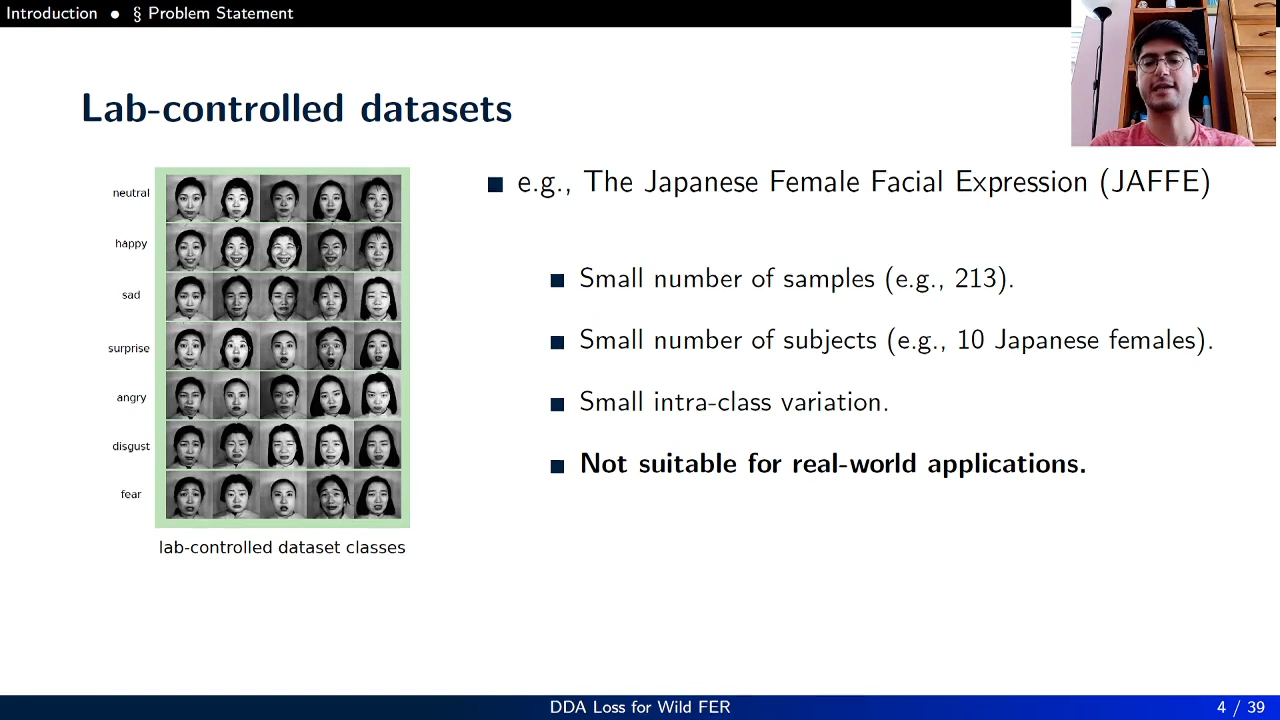 Introduction ● § Problem Statement
Lab-controlled datasets
neutral
happy
sad
surprise
angry
disgust
fear
lab-controlled dataset classes
e.g., The Japanese Female Facial Expression (JAFFE)
Small number of samples (e.g., 213).
Small number of subjects (e.g., 10 Japanese females).
Small intra-class variation.
Not suitable for real-world applications.
DDA Loss for Wild FER
4 / 39